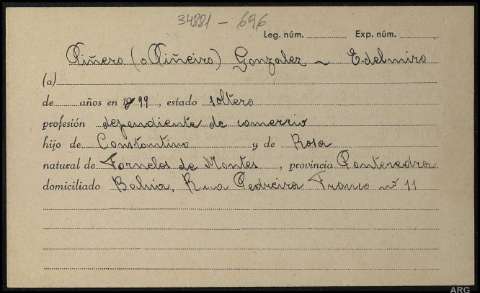 34881 - 696
Leg. núm. Exp. núm.
Piñero (o Piñeiro) Gonzalez - Edelmiro
(a)
de años en 1899, estado soltero
profesión dependiente de comercio
hijo de Constantino y de Rosa
natural de Fornelos de Montes, provincia Pontevedra
domiciliado Bahia, Rua Pedreira Franco nº 11
ARG